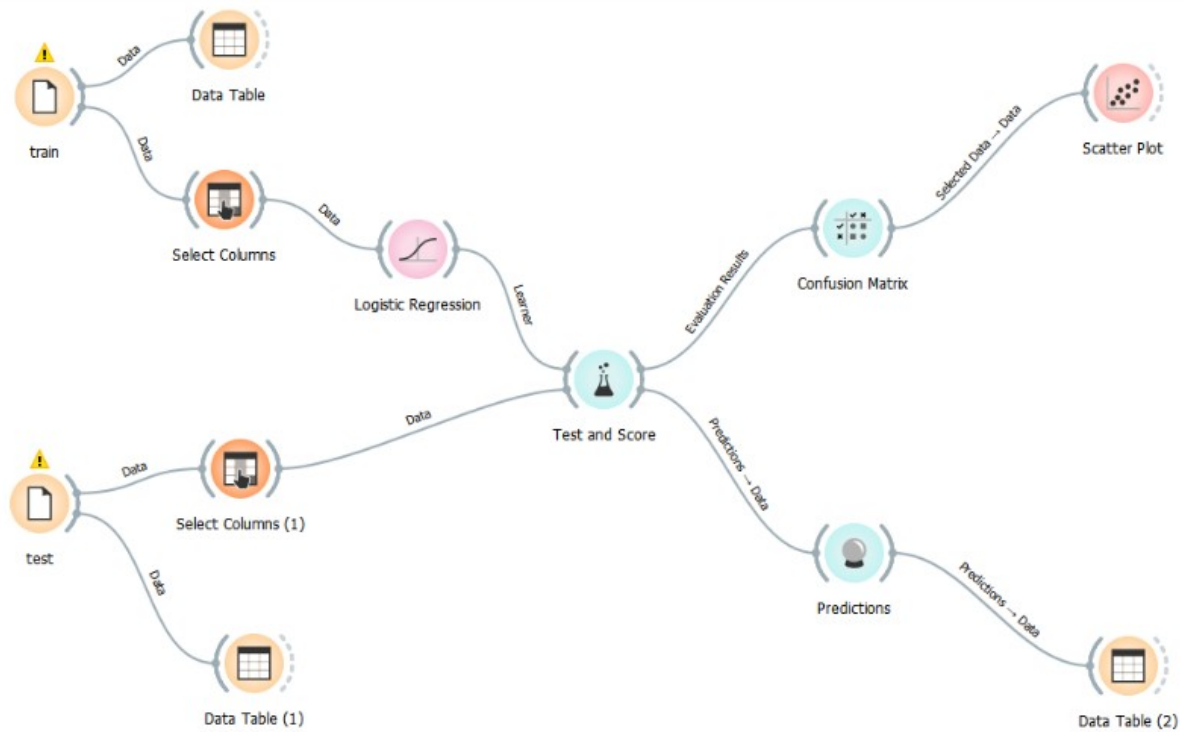 Data
Data Table
train
Data
Select Columns
Data
Logistic Regression
Learner
Test and Score
Evaluation Results
Confusion Matrix
Selected Data → Data
Scatter Plot
test
Data
Select Columns (1)
Data
Data
Data Table (1)
Predictions → Data
Predictions
Predictions → Data
Data Table (2)